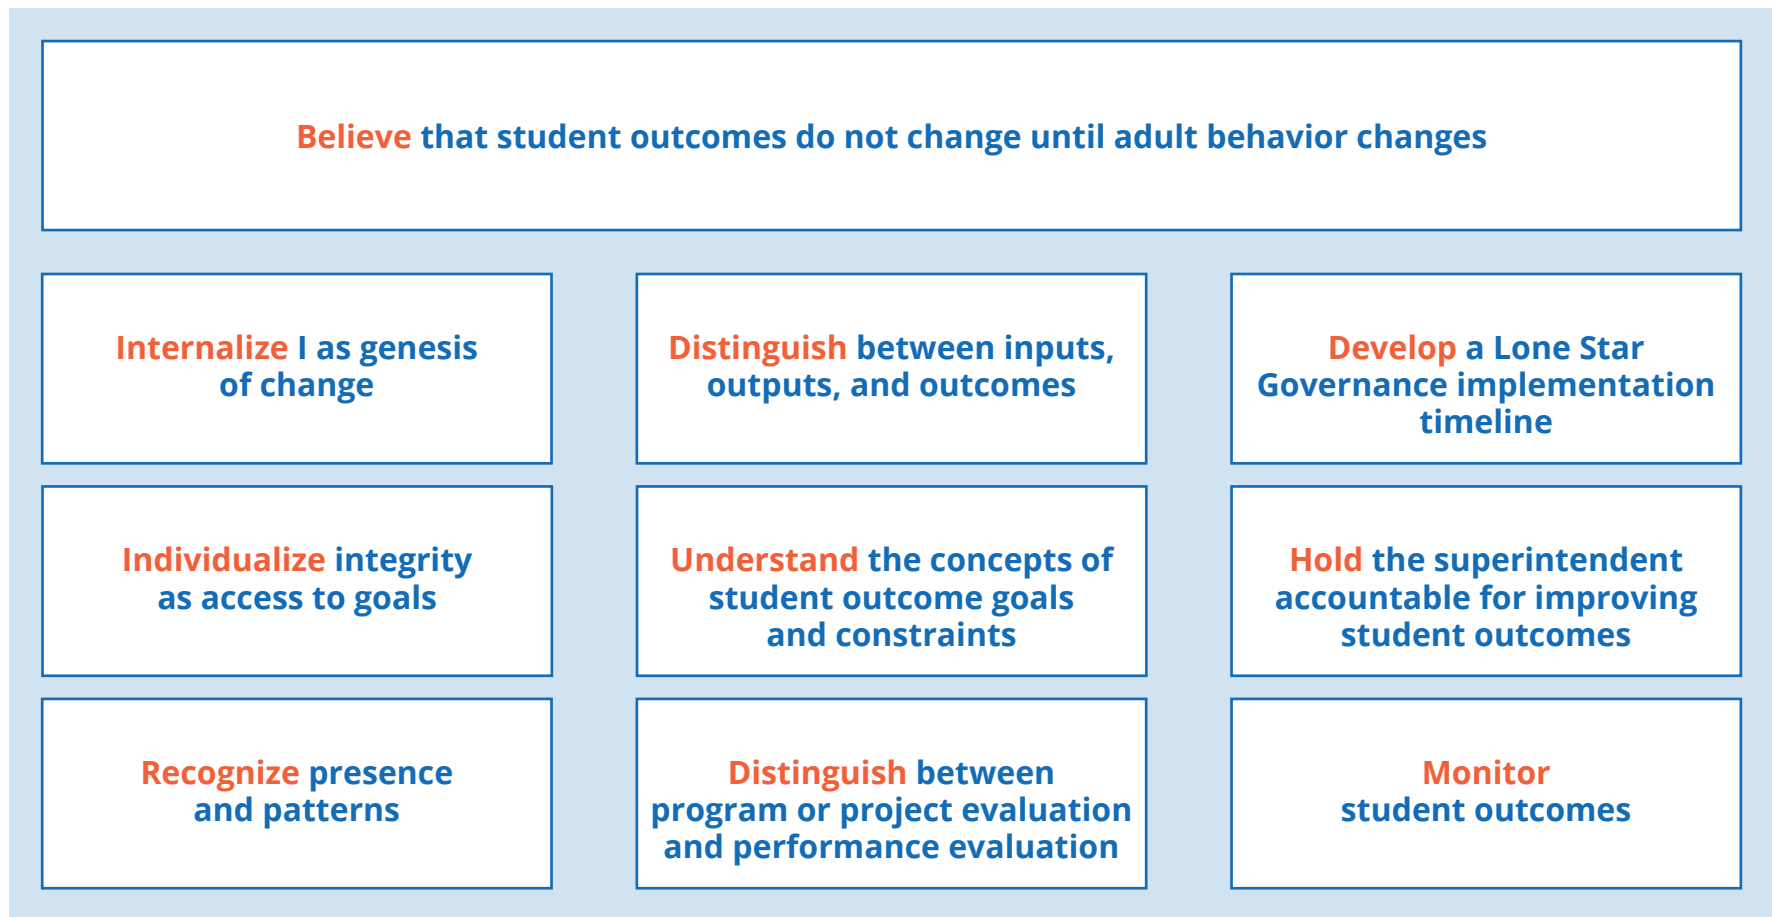 Believe that student outcomes do not change until adult behavior changes
Internalize I as genesis
of change
Distinguish between inputs,
outputs, and outcomes
Develop a Lone Star
Governance implementation
timeline
Individualize integrity
as access to goals
Understand the concepts of
student outcome goals
and constraints
Hold the superintendent
accountable for improving
student outcomes
Recognize presence
and patterns
Distinguish between
program or project evaluation
and performance evaluation
Monitor
student outcomes